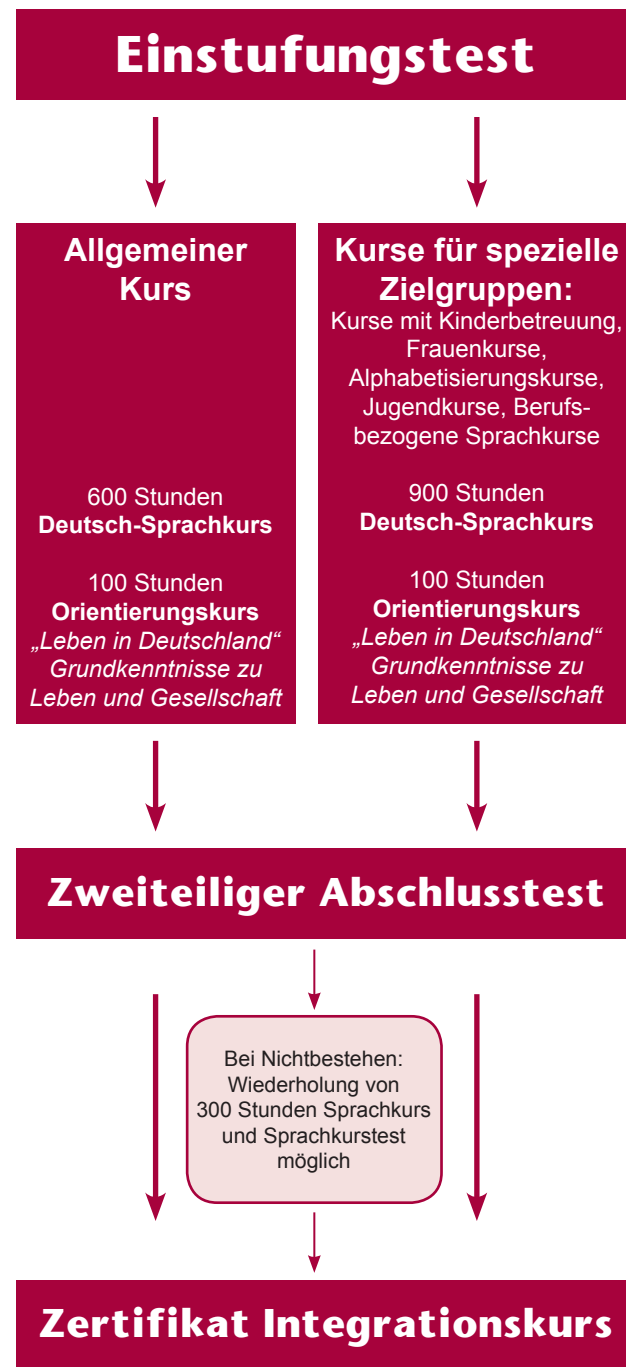 Einstufungstest
Allgemeiner
Kurs
600 Stunden
Deutsch-Sprachkurs
100 Stunden
Orientierungskurs
„Leben in Deutschland“
Grundkenntnisse zu
Leben und Gesellschaft
Kurse für spezielle
Zielgruppen:
Kurse mit Kinderbetreuung,
Frauenkurse,
Alphabetisierungskurse,
Jugendkurse, Berufs-
bezogene Sprachkurse
900 Stunden
Deutsch-Sprachkurs
100 Stunden
Orientierungskurs
„Leben in Deutschland“
Grundkenntnisse zu
Leben und Gesellschaft
Zweiteiliger Abschlusstest
Bei Nichtbestehen:
Wiederholung von
300 Stunden Sprachkurs
und Sprachkurstest
möglich
Zertifikat Integrationskurs